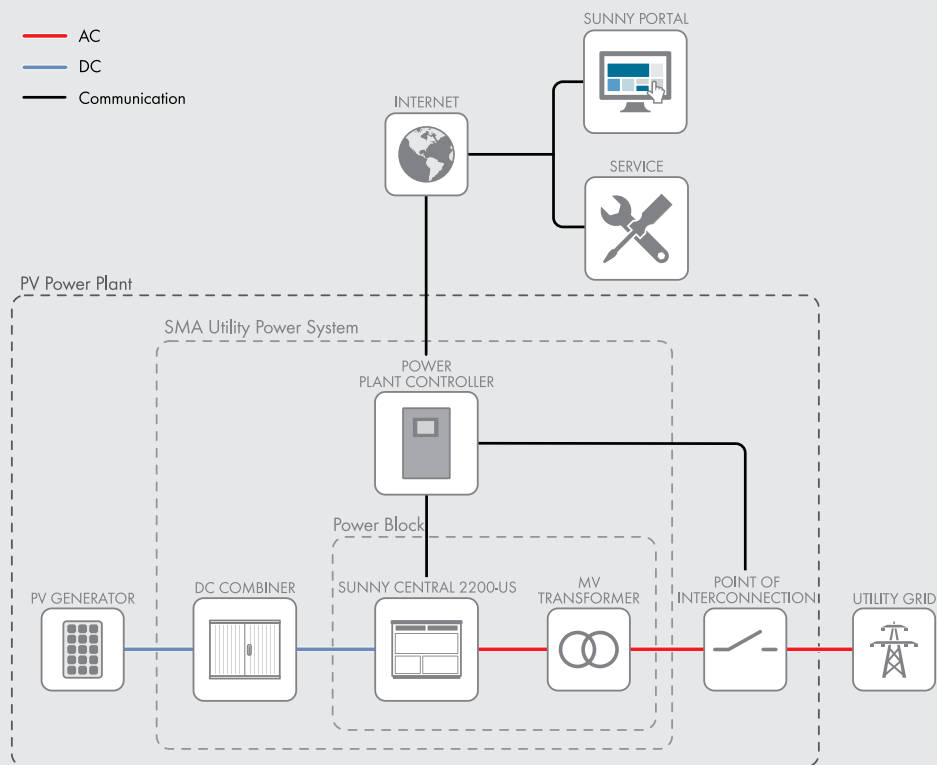 SUNNY PORTAL
AC
DC
Communication
INTERNET
SERVICE
PV Power Plant
SMA Utility Power System
POWER
PLANT CONTROLLER
Power Block
PV GENERATOR
DC COMBINER
SUNNY CENTRAL 2200-US
MV
TRANSFORMER
POINT OF
INTERCONNECTION
UTILITY GRID